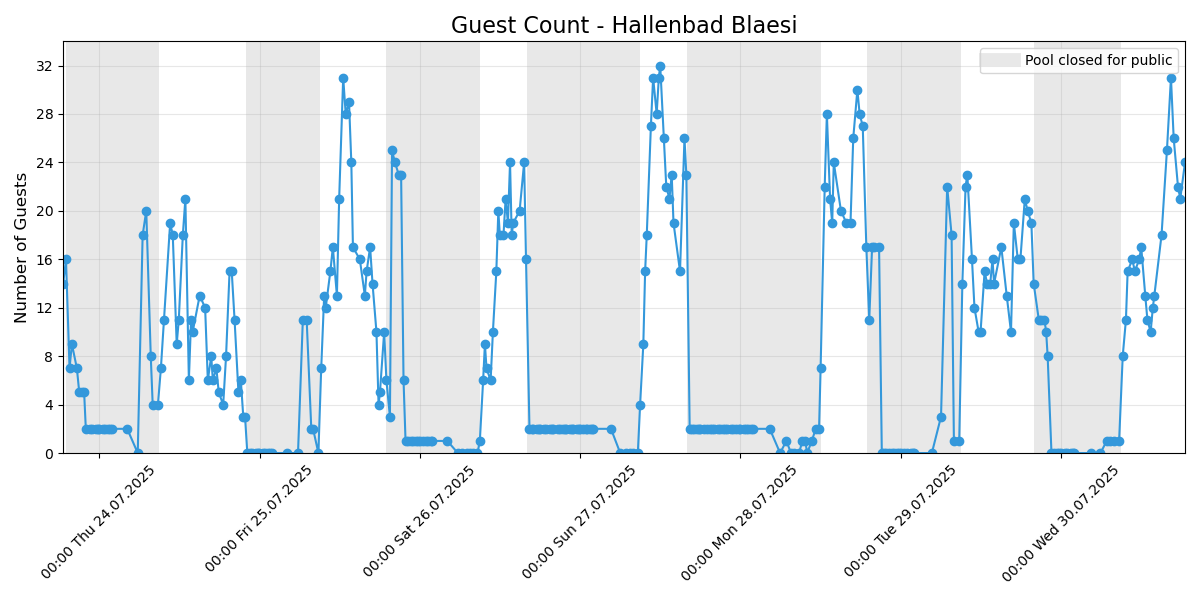 Guest Count - Hallenbad Blaesi
Pool closed for public
Number of Guests
32
28
24
20
16
12
8
4
0
00:00 Thu 24.07.2025
00:00 Fri 25.07.2025
00:00 Sat 26.07.2025
00:00 Sun 27.07.2025
00:00 Mon 28.07.2025
00:00 Tue 29.07.2025
00:00 Wed 30.07.2025